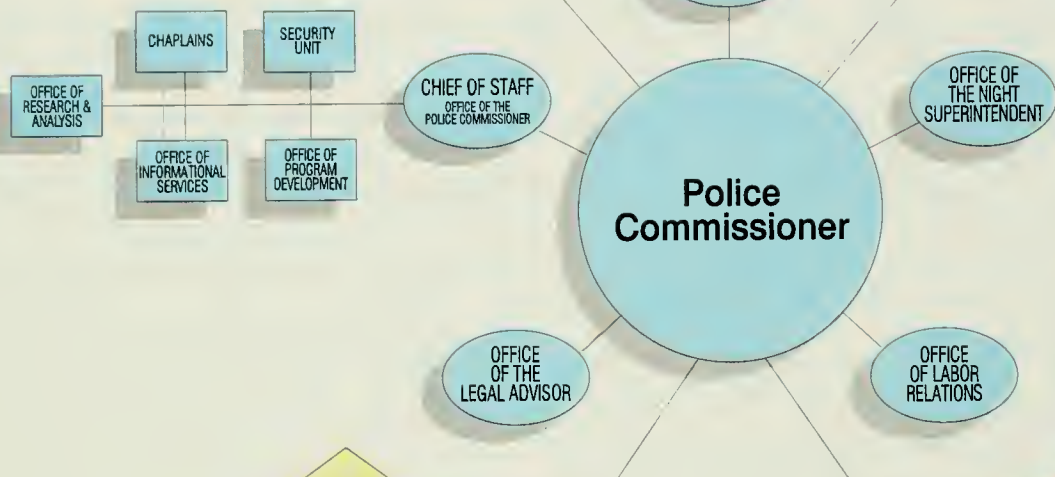 CHAPLAINS
SECURITY
UNIT
OFFICE OF
RESEARCH &
ANALYSIS
OFFICE OF
INFORMATIONAL
SERVICES
OFFICE OF
PROGRAM
DEVELOPMENT
CHIEF OF STAFF
OFFICE OF THE
POLICE COMMISSIONER
OFFICE OF
THE NIGHT
SUPERINTENDENT
Police
Commissioner
OFFICE
OF THE
LEGAL ADVISOR
OFFICE
OF LABOR
RELATIONS